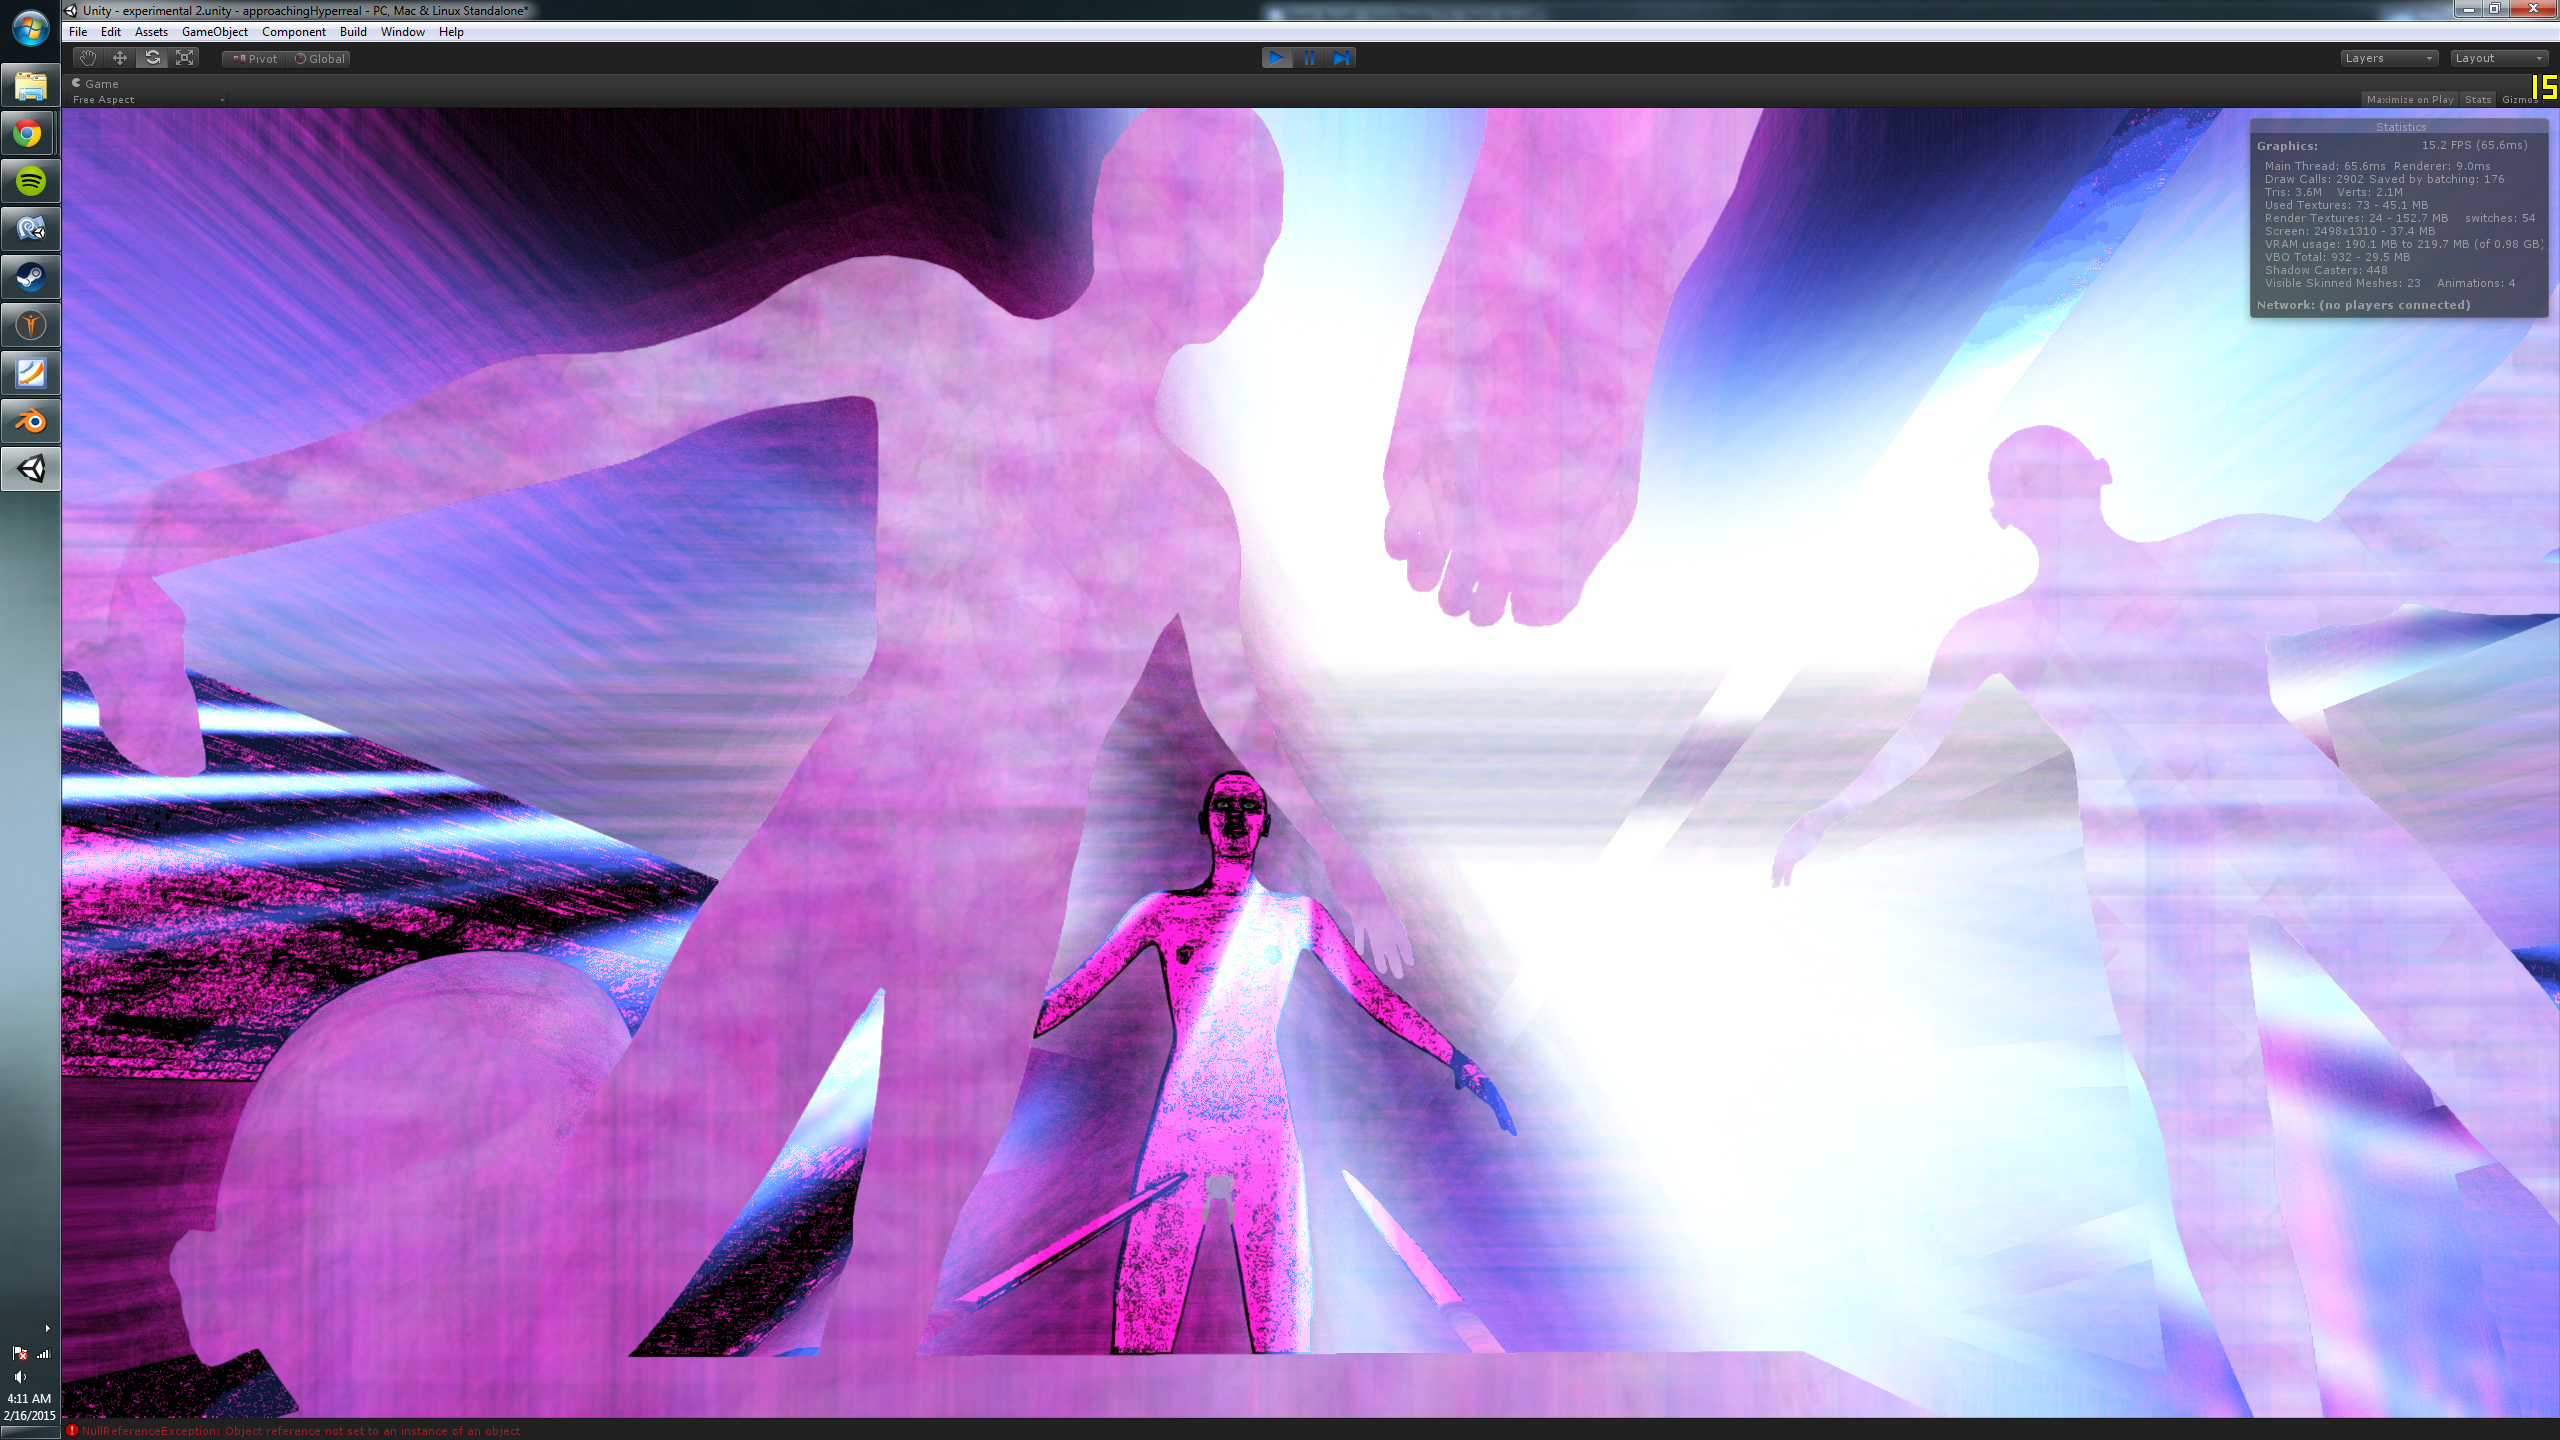 Unity - experimental 2.unity - approachingHyperreal - PC, Mac & Linux Standalone*
File Edit Assets GameObject Component Build Window Help
Pivot Global Layers Layout
Game
Free Aspect Maximize on Play Stats Gizmos
15
Statistics
Graphics: 15.2 FPS (65.6ms)
Main Thread: 65.6ms Renderer: 9.0ms
Draw Calls: 2902 Saved by batching: 176
Tris: 3.6M Verts: 2.1M
Used Textures: 73 - 45.1 MB
Render Textures: 24 - 152.7 MB switches: 54
Screen: 2498x1310 - 37.4 MB
VRAM usage: 190.1 MB to 219.7 MB (of 0.98 GB)
VBO Total: 932 - 29.5 MB
Shadow Casters: 448
Visible Skinned Meshes: 23 Animations: 4
Network: (no players connected)
4:11 AM
2/16/2015
NullReferenceException: Object reference not set to an instance of an object